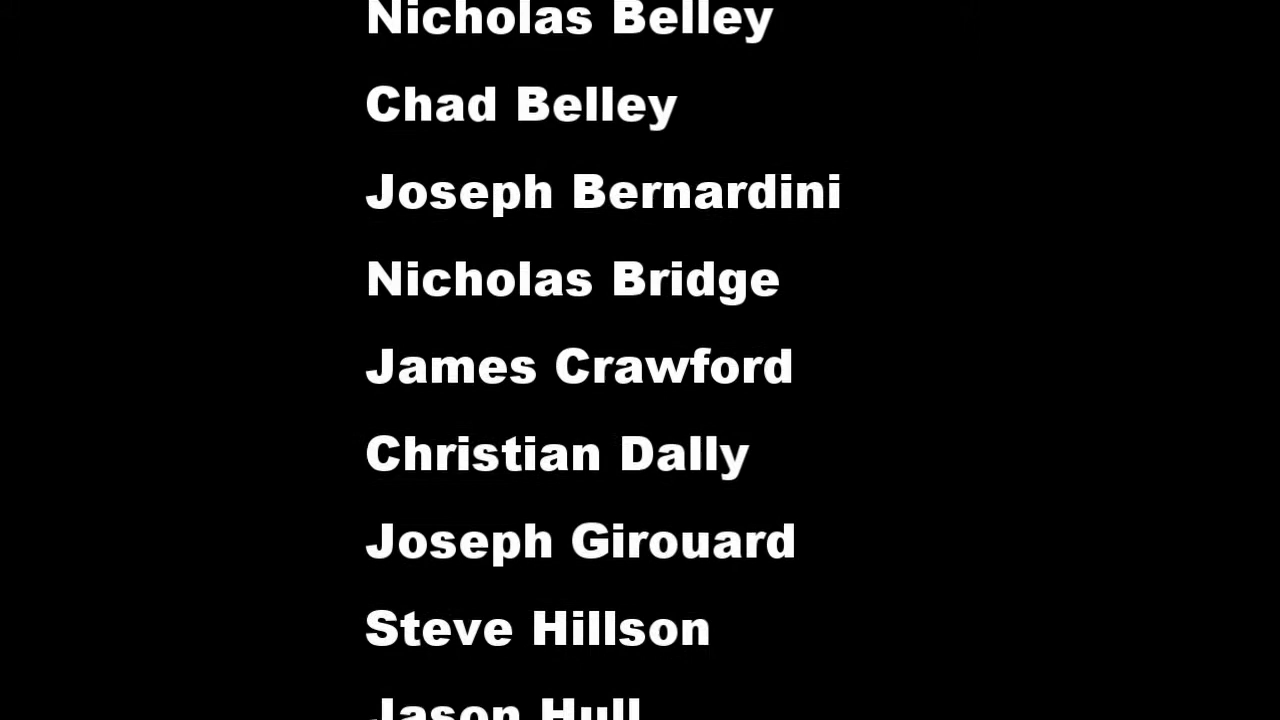 Nicholas Belley
Chad Belley
Joseph Bernardini
Nicholas Bridge
James Crawford
Christian Dally
Joseph Girouard
Steve Hillson
Jason Hull